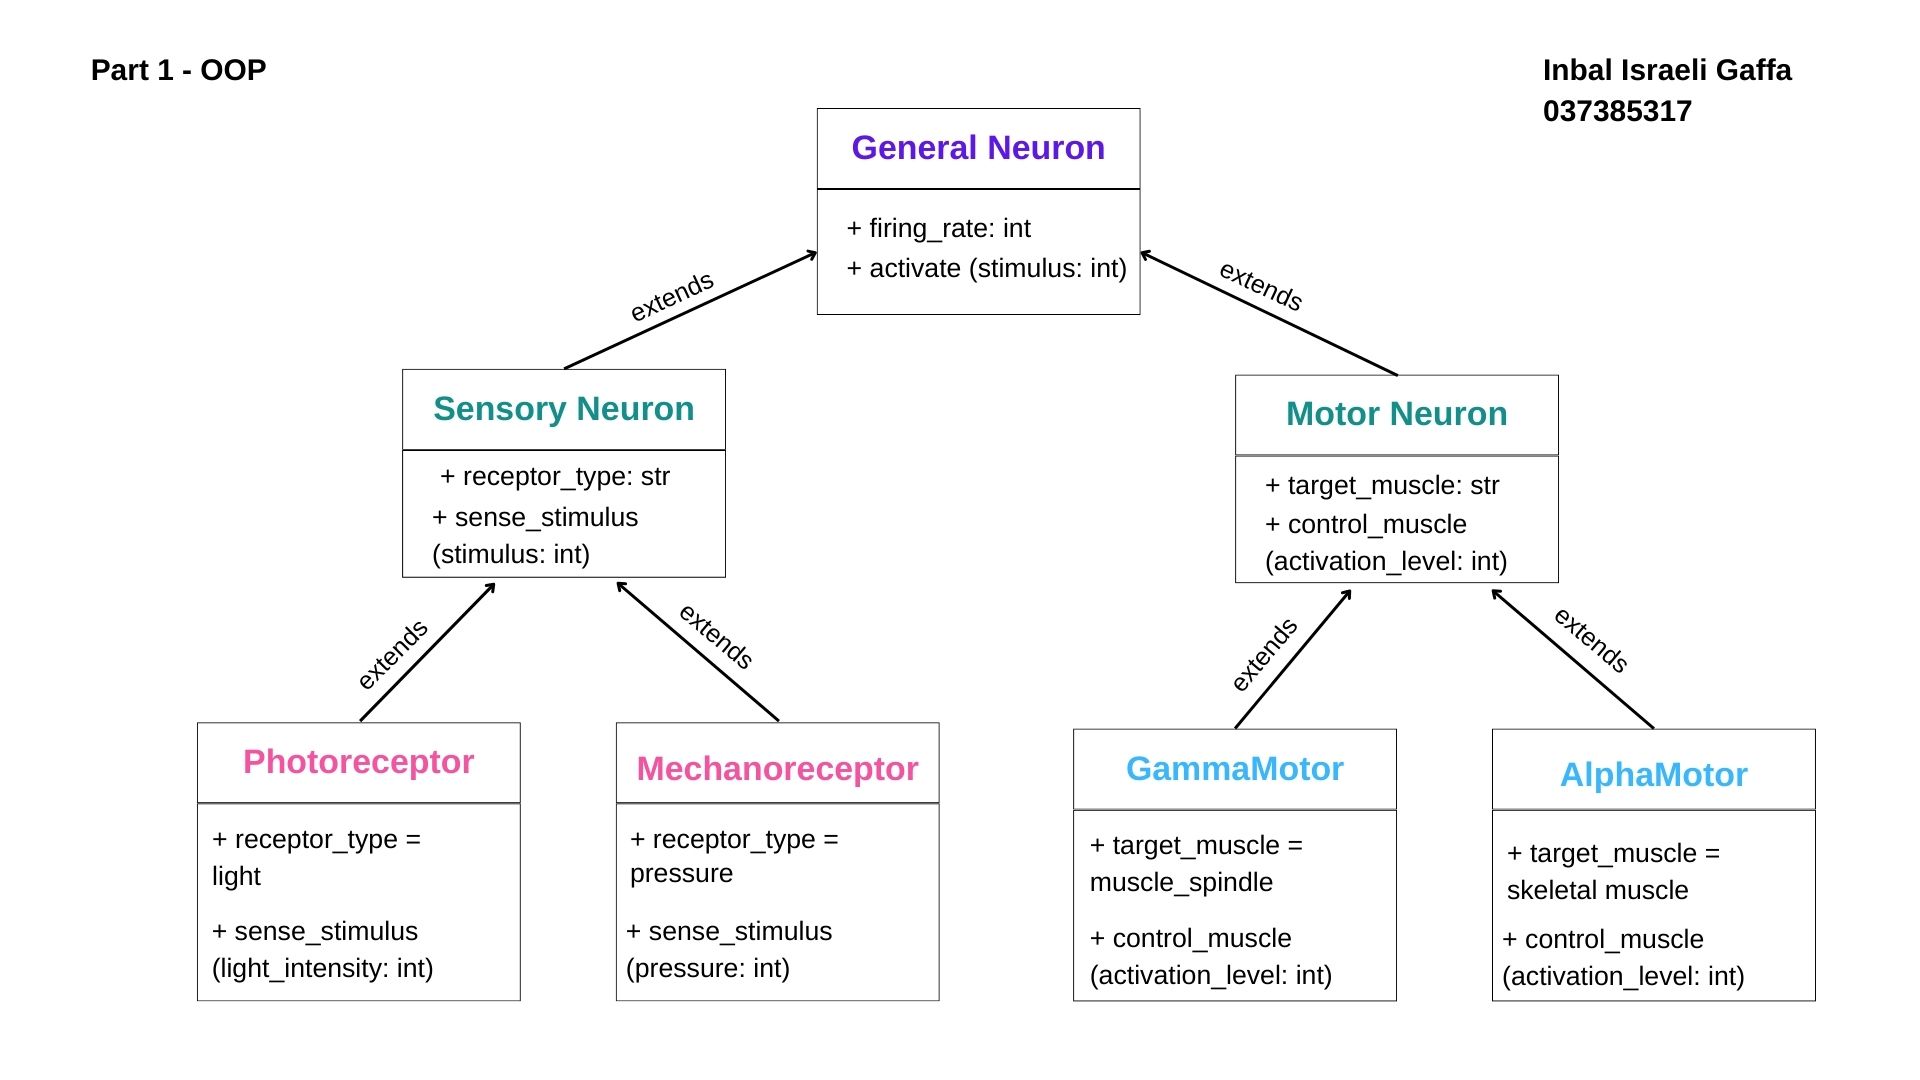 Part 1 - OOP
Inbal Israeli Gaffa
037385317
General Neuron
+ firing_rate: int
+ activate (stimulus: int)
extends
extends
Sensory Neuron
+ receptor_type: str
+ sense_stimulus
(stimulus: int)
Motor Neuron
+ target_muscle: str
+ control_muscle
(activation_level: int)
extends
extends
extends
extends
Photoreceptor
+ receptor_type =
light
+ sense_stimulus
(light_intensity: int)
Mechanoreceptor
+ receptor_type =
pressure
+ sense_stimulus
(pressure: int)
GammaMotor
+ target_muscle =
muscle_spindle
+ control_muscle
(activation_level: int)
AlphaMotor
+ target_muscle =
skeletal muscle
+ control_muscle
(activation_level: int)